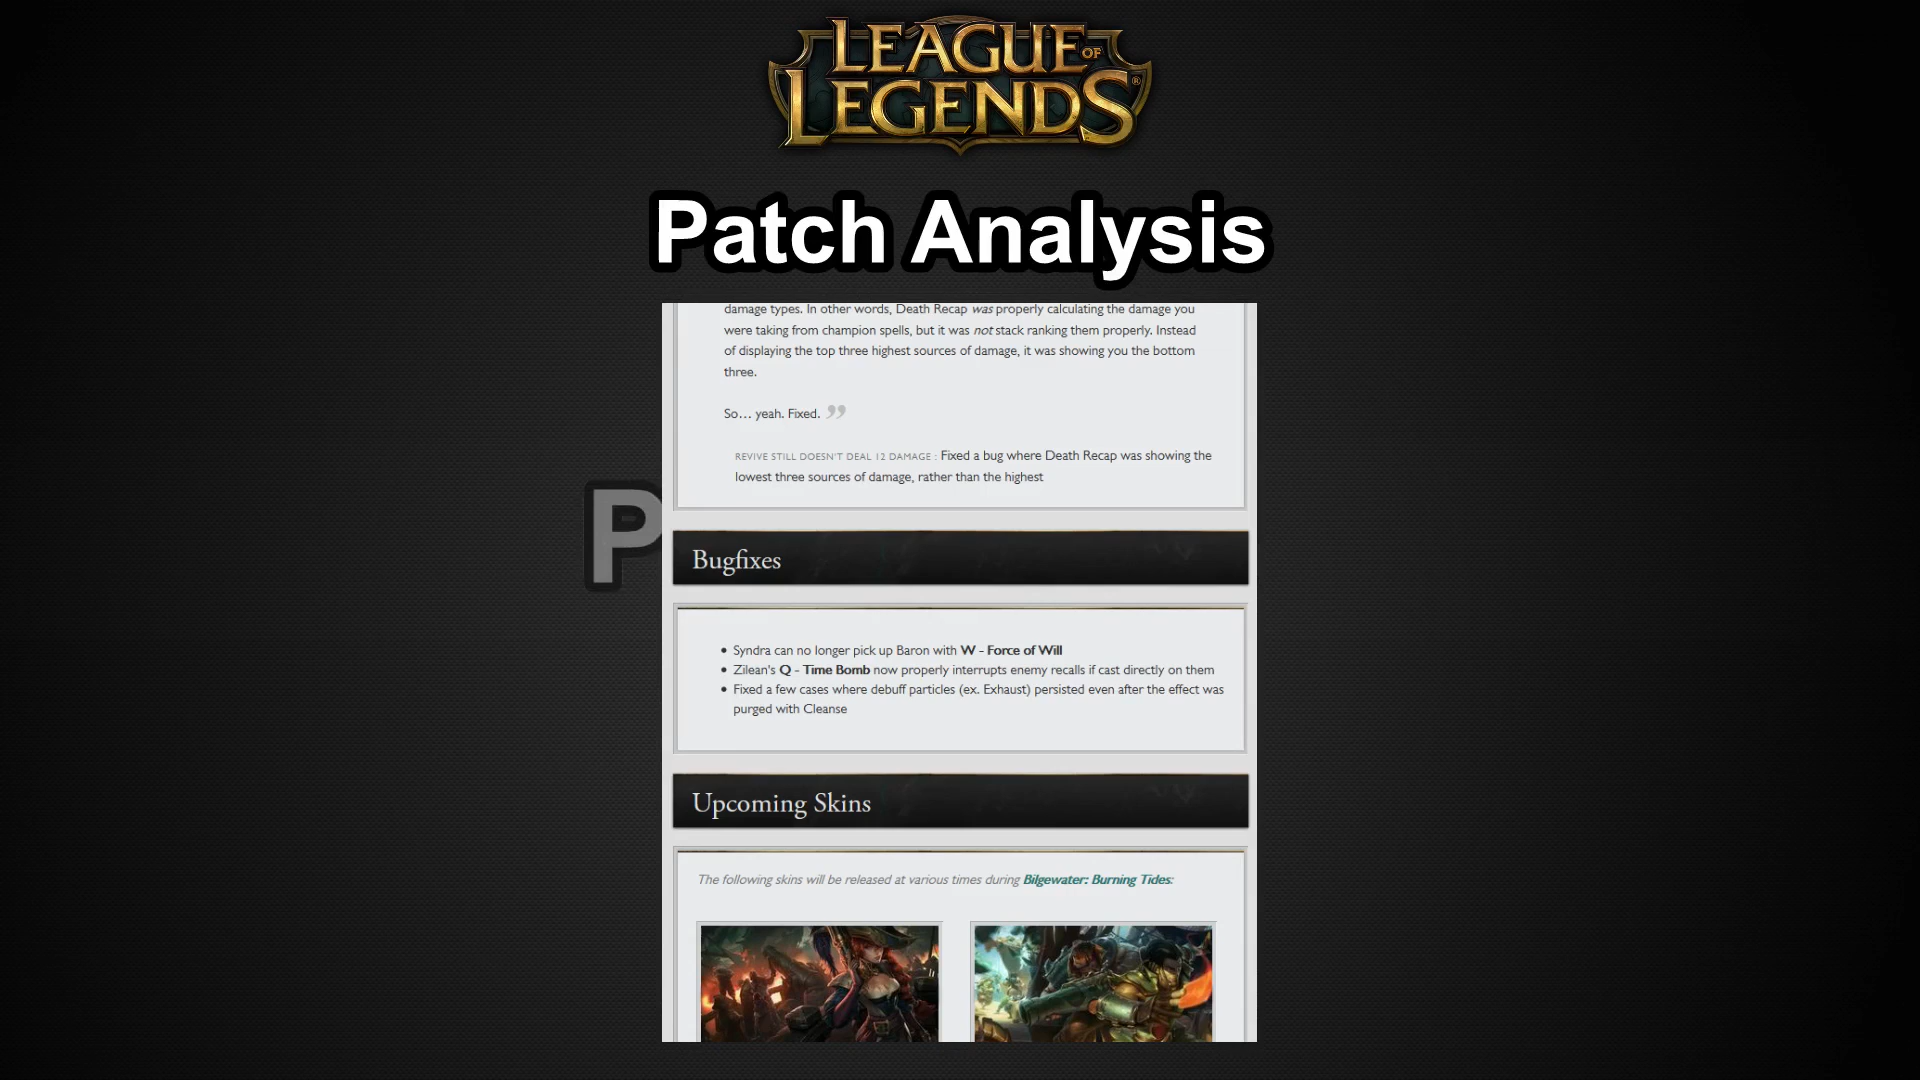 LEAGUE OF
LEGENDS®
Patch Analysis
damage types. In other words, Death Recap was properly calculating the damage you
were taking from champion spells, but it was not stack ranking them properly. Instead
of displaying the top three highest sources of damage, it was showing you the bottom
three.
So... yeah. Fixed. ”
REVIVE STILL DOESN'T DEAL 12 DAMAGE : Fixed a bug where Death Recap was showing the
lowest three sources of damage, rather than the highest
P
Bugfixes
• Syndra can no longer pick up Baron with W - Force of Will
• Zilean's Q - Time Bomb now properly interrupts enemy recalls if cast directly on them
• Fixed a few cases where debuff particles (ex. Exhaust) persisted even after the effect was
purged with Cleanse
Upcoming Skins
The following skins will be released at various times during Bilgewater: Burning Tides: